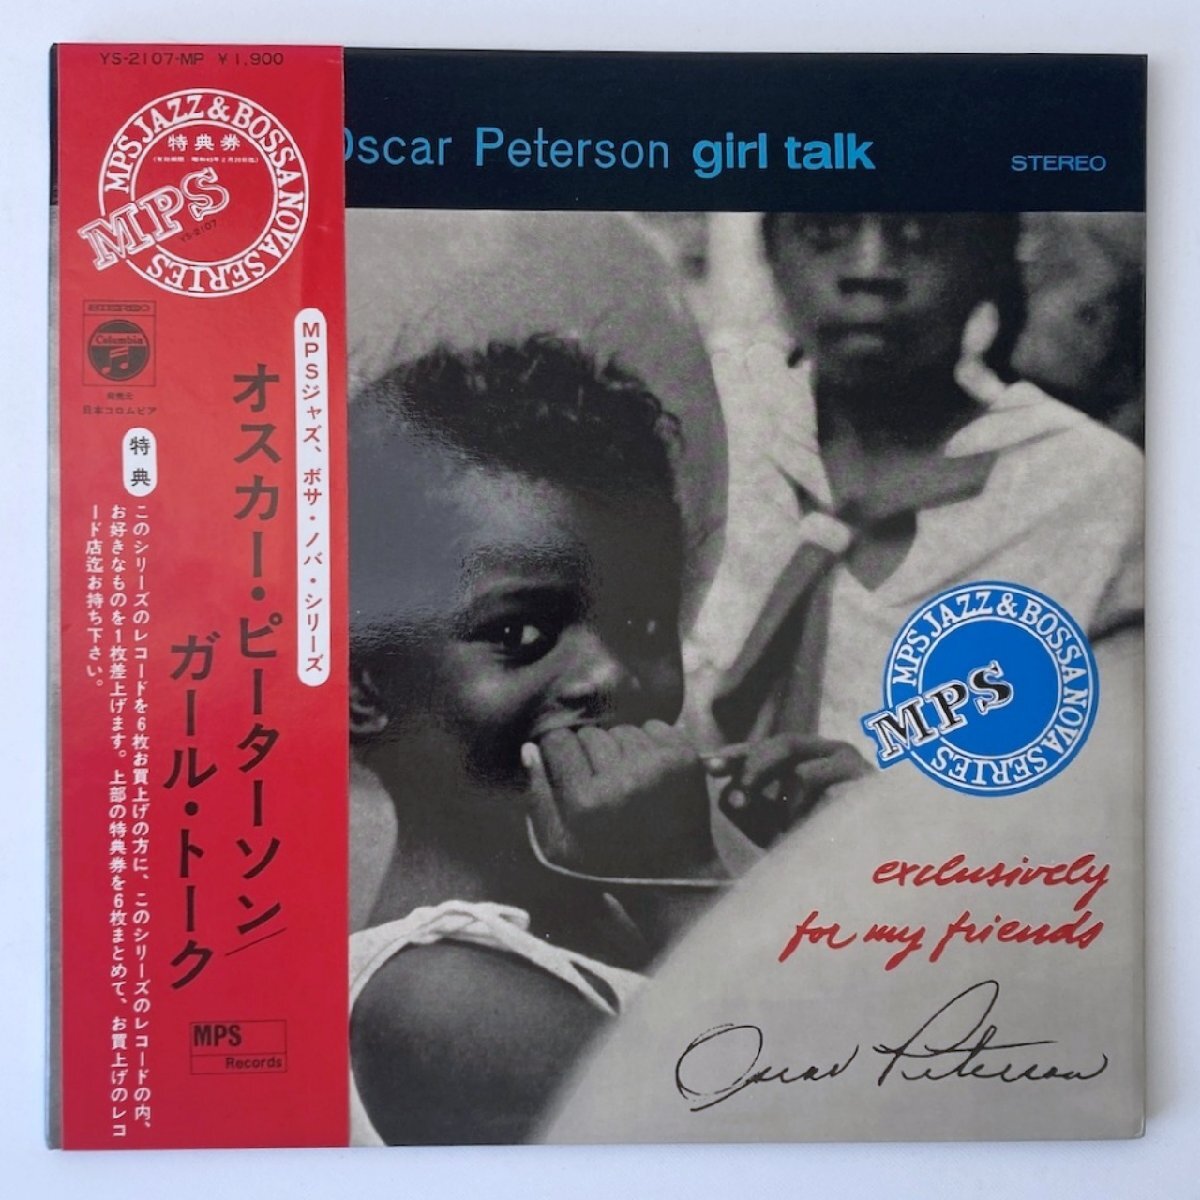 YS-2107-MP ¥1,900
MPS JAZZ & BOSSA NOVA SERIES
特典券
MPS
YS-2107
STEREO
Columbia
発売元
日本コロムビア
MPSジャズ、ボサ・ノバ・シリーズ
オスカー・ピーターソン/
ガール・トーク
特典
このシリーズのレコードを6枚お買上げの方に、このシリーズのレコードの内、
お好きなものを1枚差上げます。上部の特典券を6枚まとめて、お買上げのレコ
ード店迄お持ち下さい。
MPS
Records
Oscar Peterson girl talk
STEREO
MPS JAZZ & BOSSA NOVA SERIES
MPS
exclusively
for my friends
Oscar Peterson